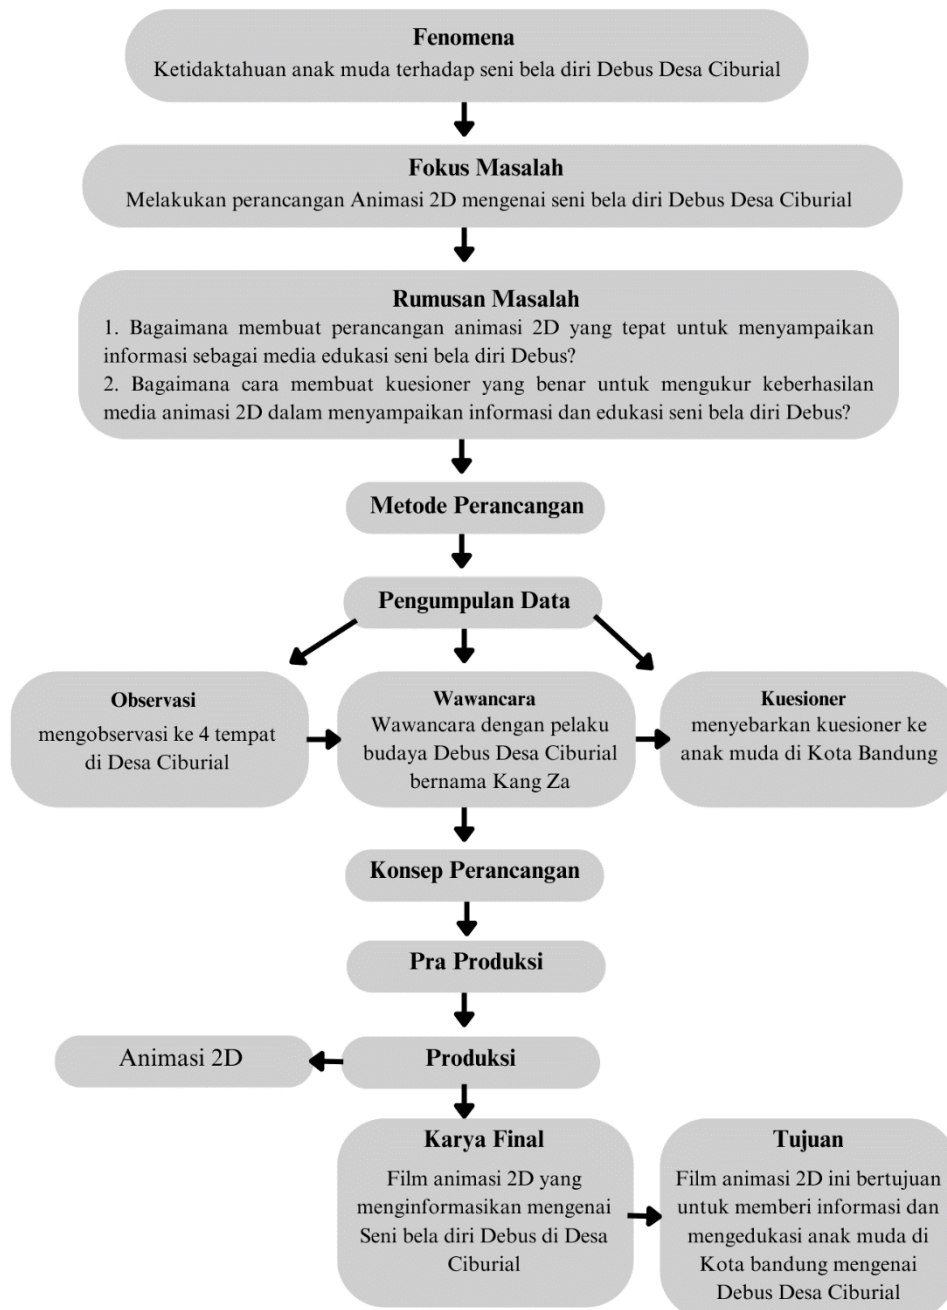 Fenomena
Ketidaktahuan anak muda terhadap seni bela diri Debus Desa Ciburial
Fokus Masalah
Melakukan perancangan Animasi 2D mengenai seni bela diri Debus Desa Ciburial
Rumusan Masalah
1. Bagaimana membuat perancangan animasi 2D yang tepat untuk menyampaikan
informasi sebagai media edukasi seni bela diri Debus?
2. Bagaimana cara membuat kuesioner yang benar untuk mengukur keberhasilan
media animasi 2D dalam menyampaikan informasi dan edukasi seni bela diri Debus?
Metode Perancangan
Pengumpulan Data
Observasi
mengobservasi ke 4 tempat
di Desa Ciburial
Wawancara
Wawancara dengan pelaku
budaya Debus Desa Ciburial
bernama Kang Za
Kuesioner
menyebarkan kuesioner ke
anak muda di Kota Bandung
Konsep Perancangan
Pra Produksi
Animasi 2D
Produksi
Karya Final
Film animasi 2D yang
menginformasikan mengenai
Seni bela diri Debus di Desa
Ciburial
Tujuan
Film animasi 2D ini bertujuan
untuk memberi informasi dan
mengedukasi anak muda di
Kota bandung mengenai
Debus Desa Ciburial